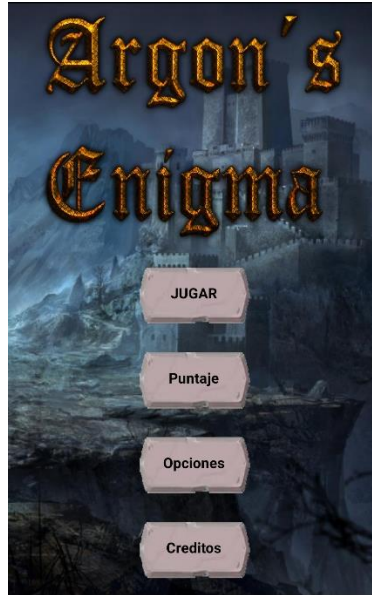 Argon´s
Enigma
JUGAR
Puntaje
Opciones
Creditos